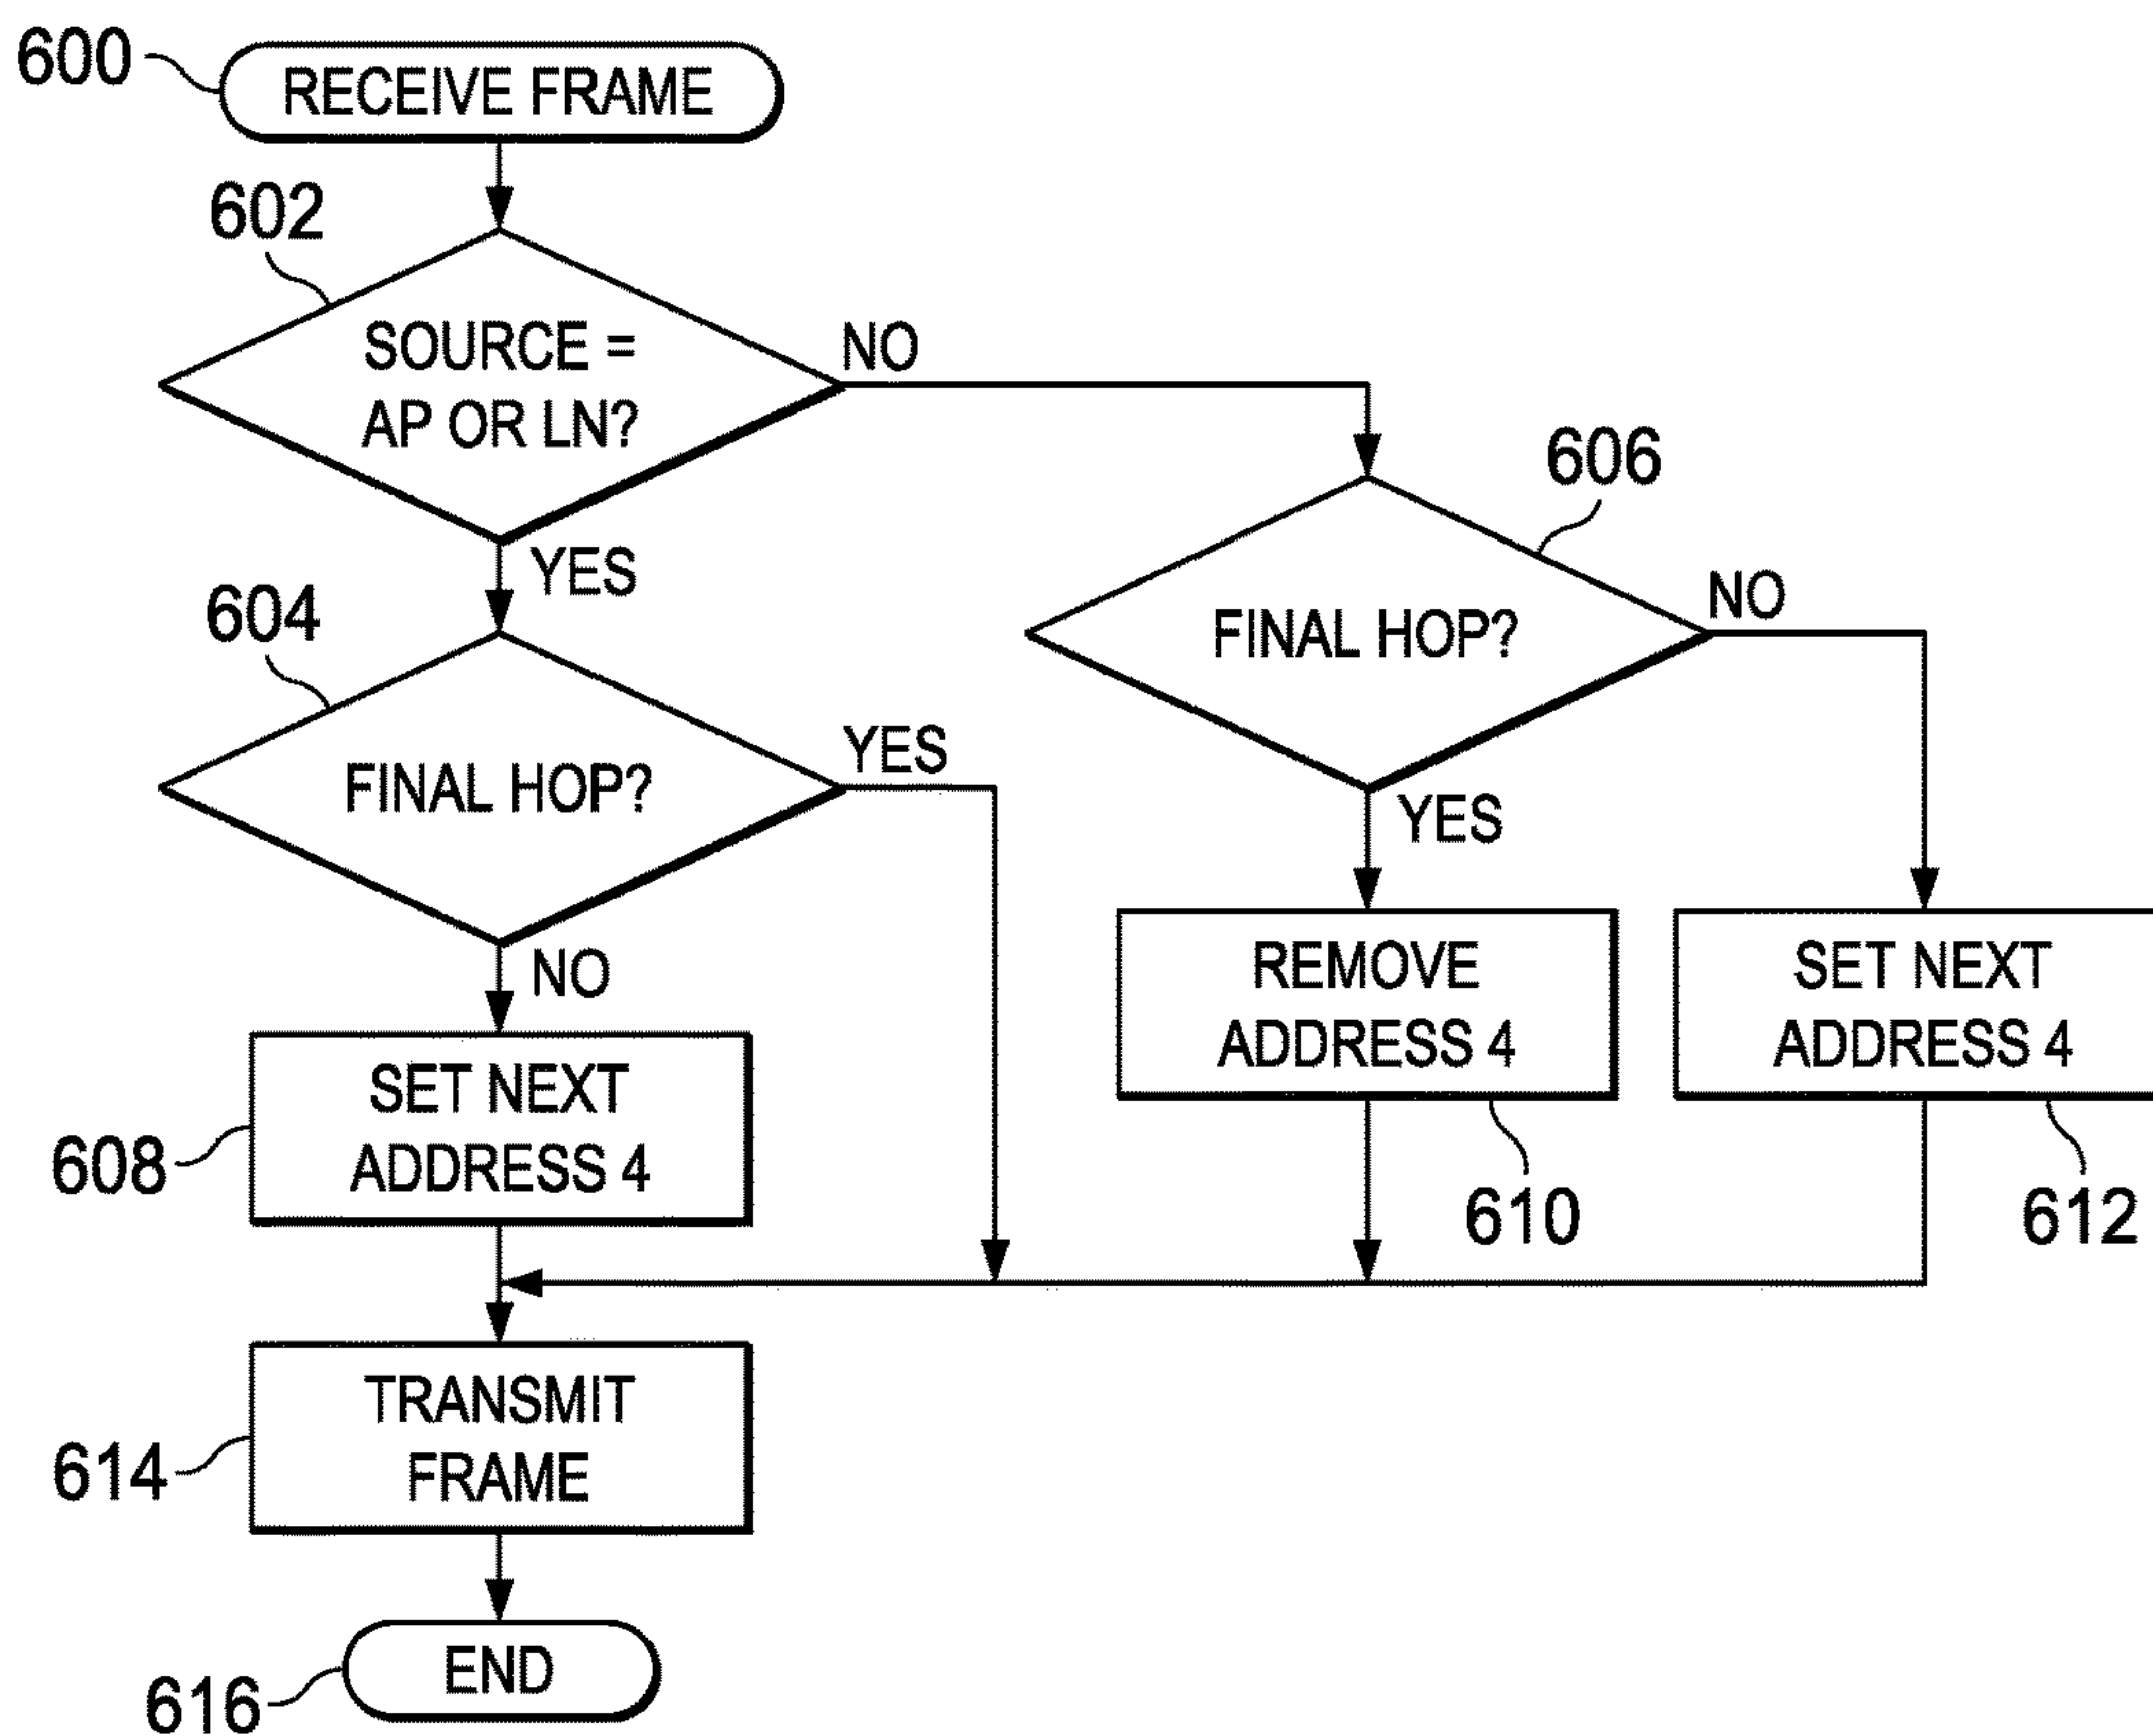 600
RECEIVE FRAME
602
SOURCE =
AP OR LN?
NO
YES
606
FINAL HOP?
NO
YES
604
FINAL HOP?
YES
NO
REMOVE
ADDRESS 4
610
SET NEXT
ADDRESS 4
612
SET NEXT
ADDRESS 4
608
TRANSMIT
FRAME
614
END
616